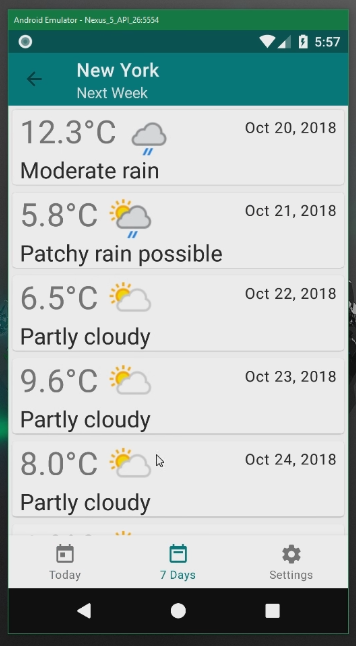 Android Emulator - Nexus_5_API_26:5554
5:57
New York
Next Week
12.3°C
Oct 20, 2018
Moderate rain
5.8°C
Oct 21, 2018
Patchy rain possible
6.5°C
Oct 22, 2018
Partly cloudy
9.6°C
Oct 23, 2018
Partly cloudy
8.0°C
Oct 24, 2018
Partly cloudy
Today
7 Days
Settings